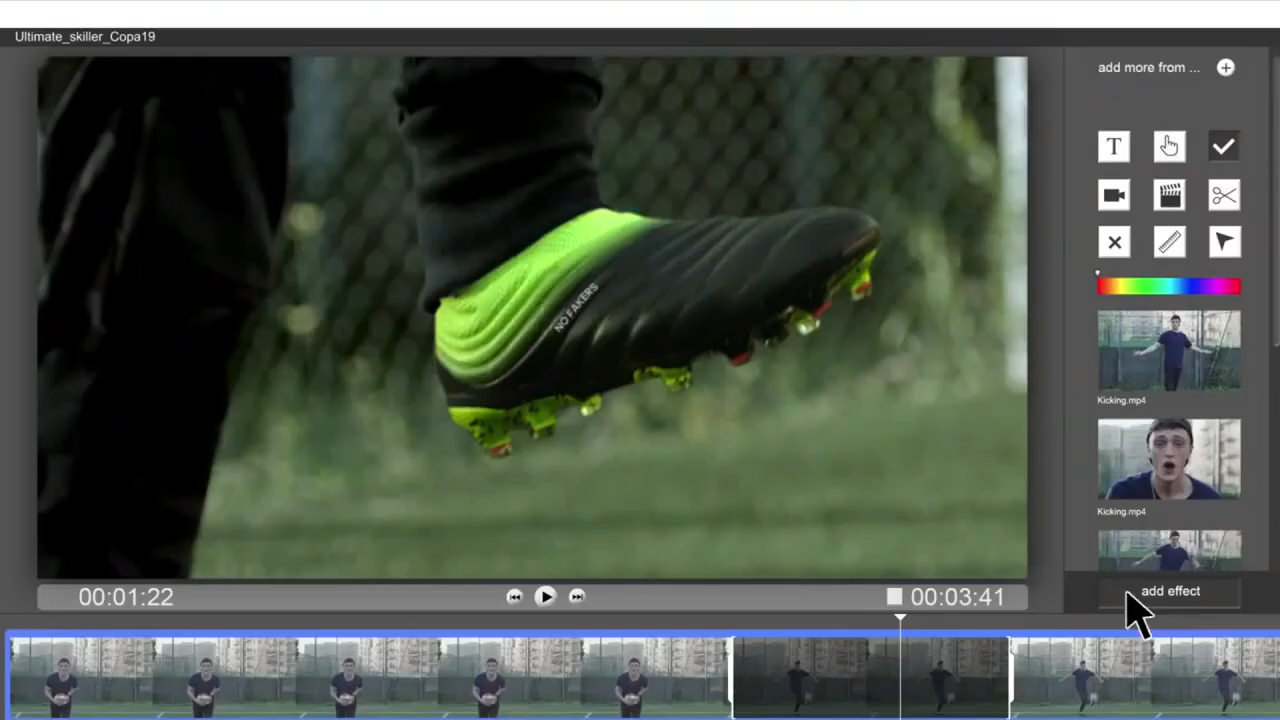 Ultimate_skiller_Copa19
add more from ...
T
NO FAKERS
Kicking.mp4
Kicking.mp4
add effect
00:01:22
00:03:41